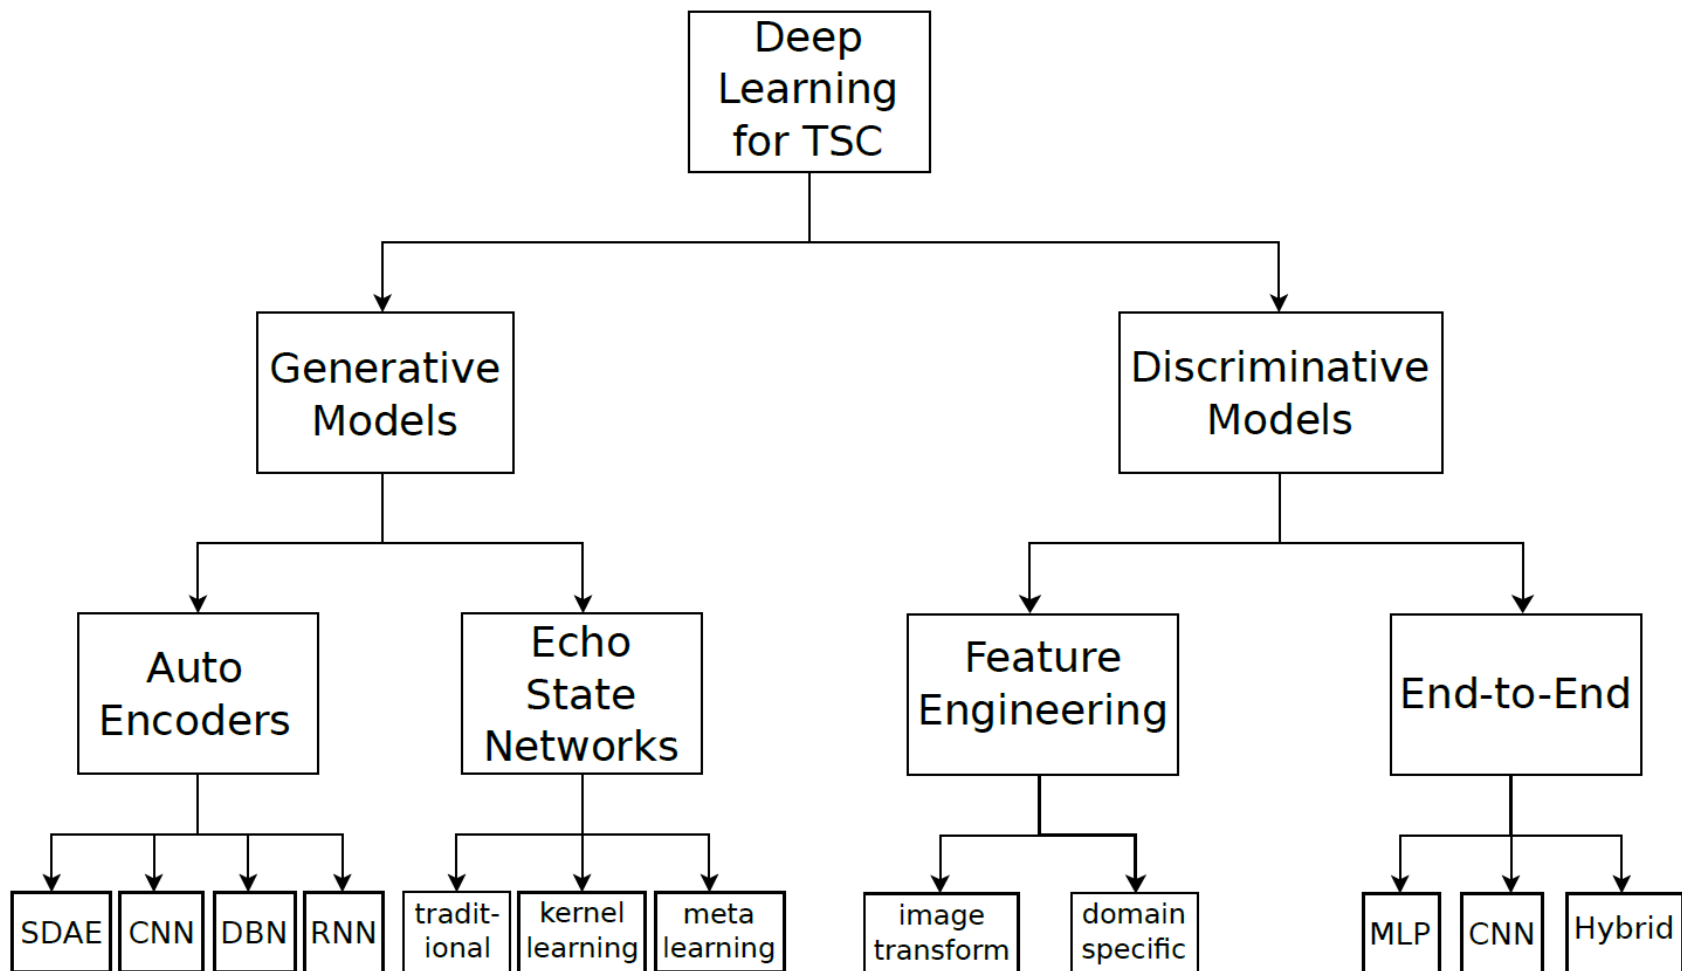 Deep
Learning
for TSC
Generative
Models
Discriminative
Models
Auto
Encoders
Echo
State
Networks
Feature
Engineering
End-to-End
SDAE
CNN
DBN
RNN
tradit-
ional
kernel
learning
meta
learning
image
transform
domain
specific
MLP
CNN
Hybrid